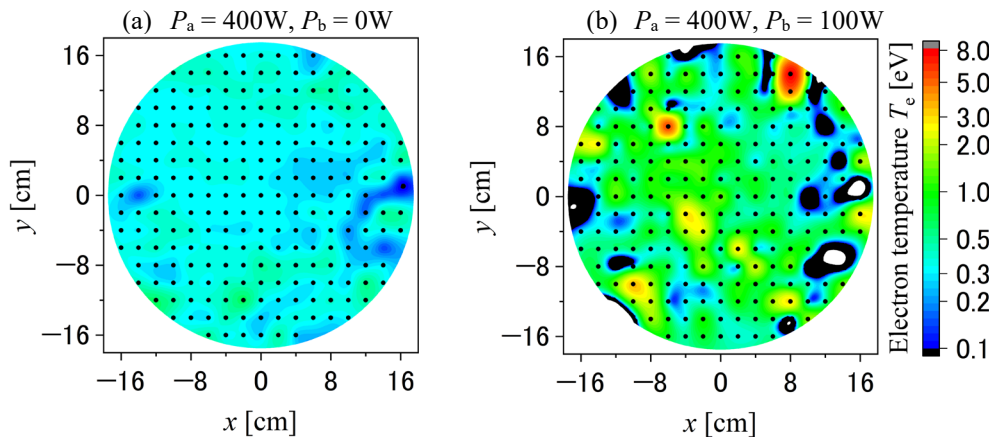 (a) Pa = 400W, Pb = 0W
16
8
0
−8
−16
y [cm]
−16 −8 0 8 16
x [cm]
(b) Pa = 400W, Pb = 100W
16
8
0
−8
−16
y [cm]
−16 −8 0 8 16
x [cm]
Electron temperature Te [eV]
8.0
5.0
3.0
2.0
1.0
0.5
0.3
0.2
0.1